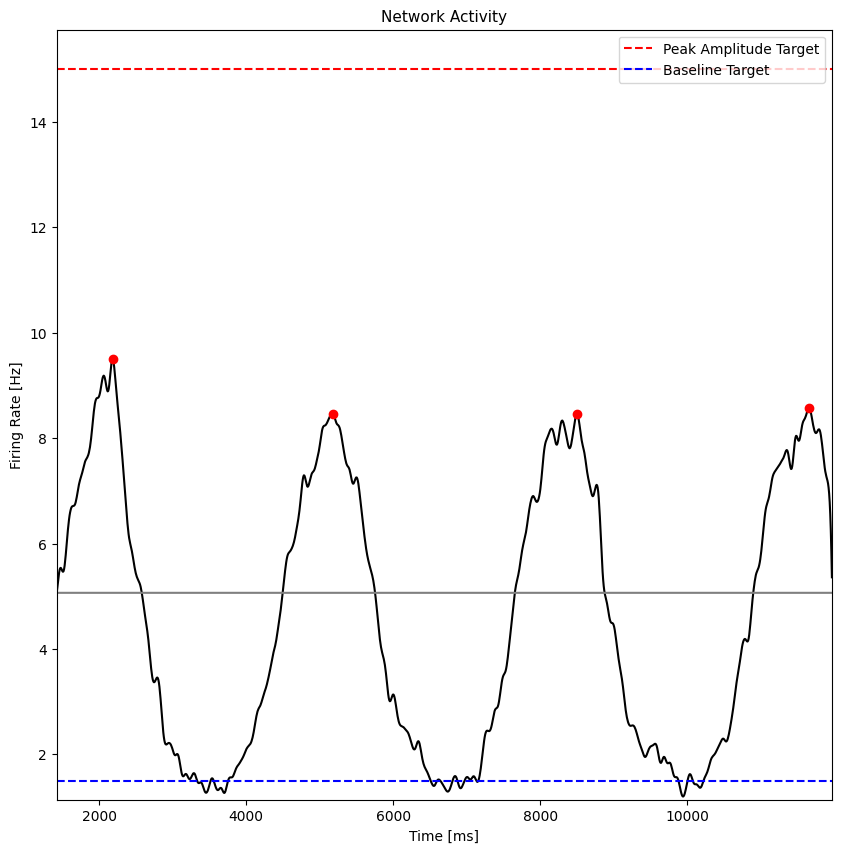 Network Activity
Peak Amplitude Target
Baseline Target
14
12
10
8
6
4
2
Firing Rate [Hz]
2000 4000 6000 8000 10000
Time [ms]